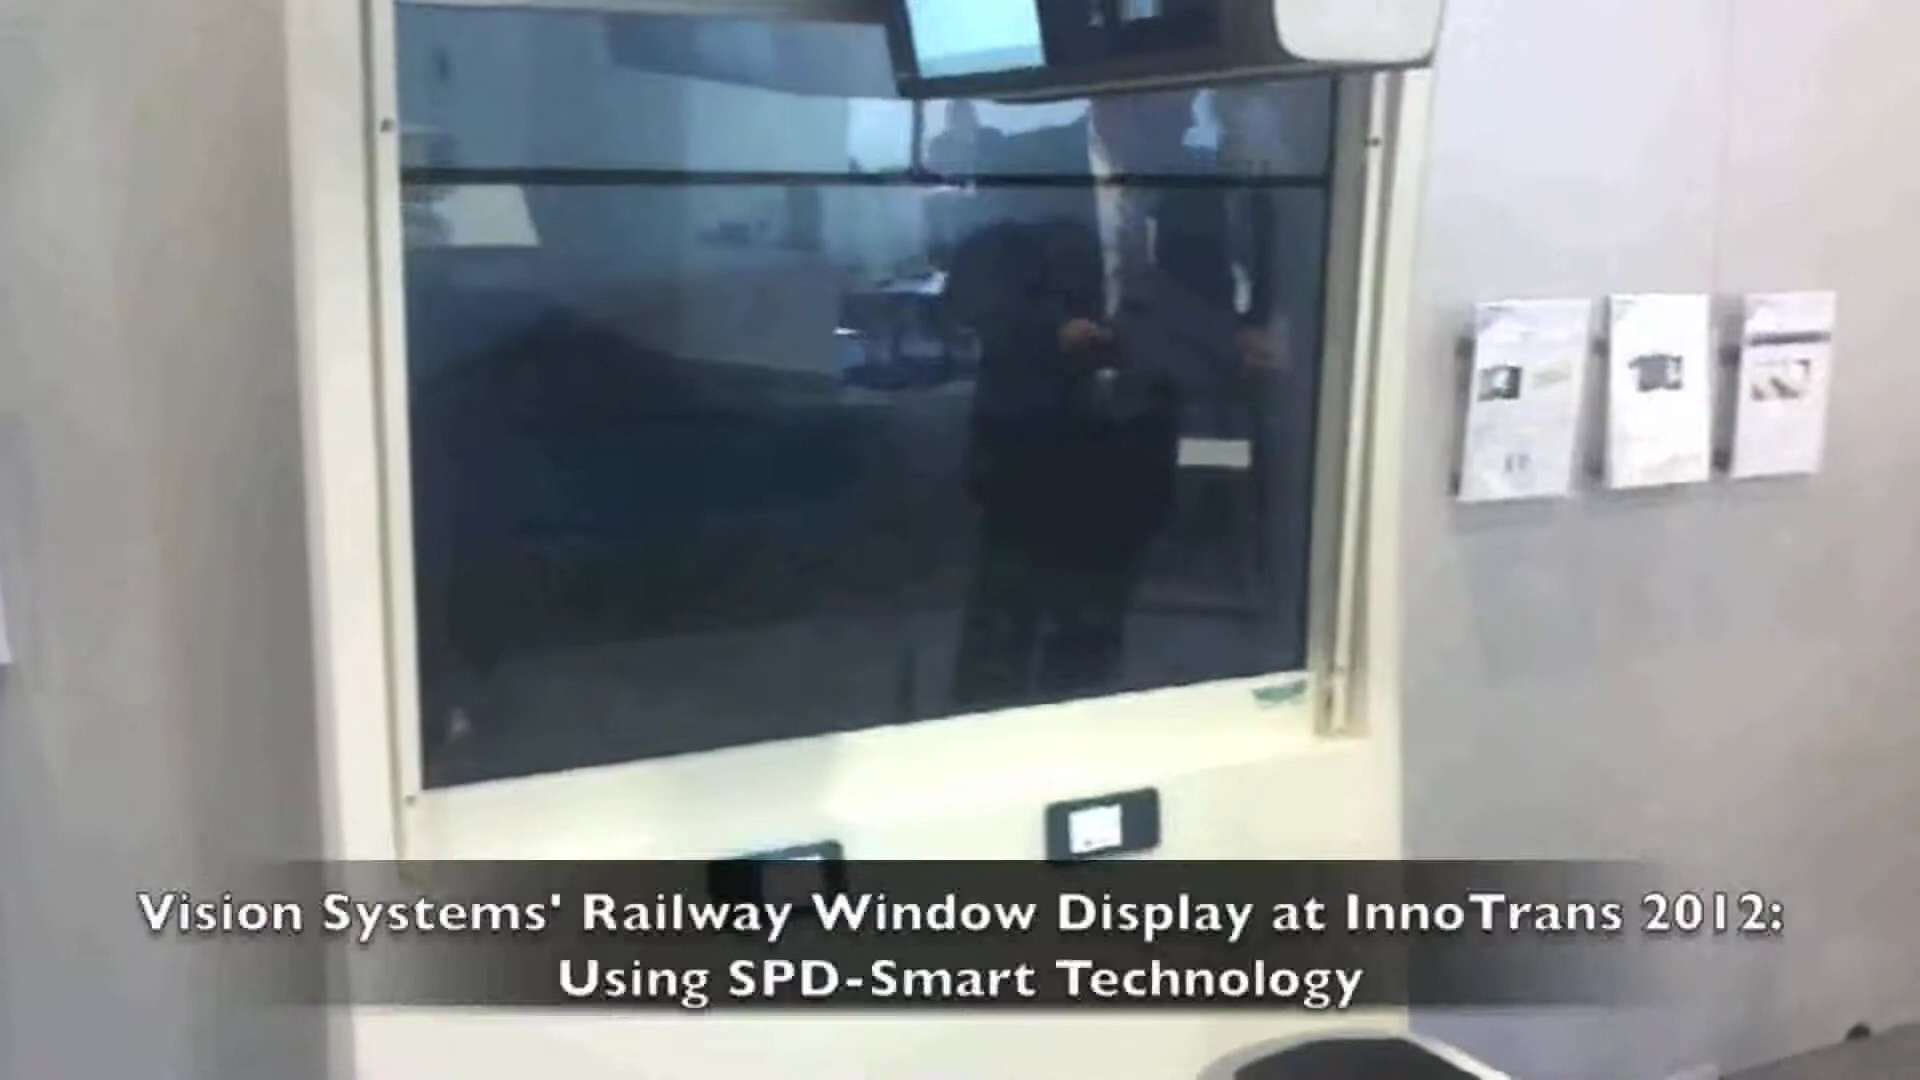 Vision Systems' Railway Window Display at InnoTrans 2012:
Using SPD-Smart Technology